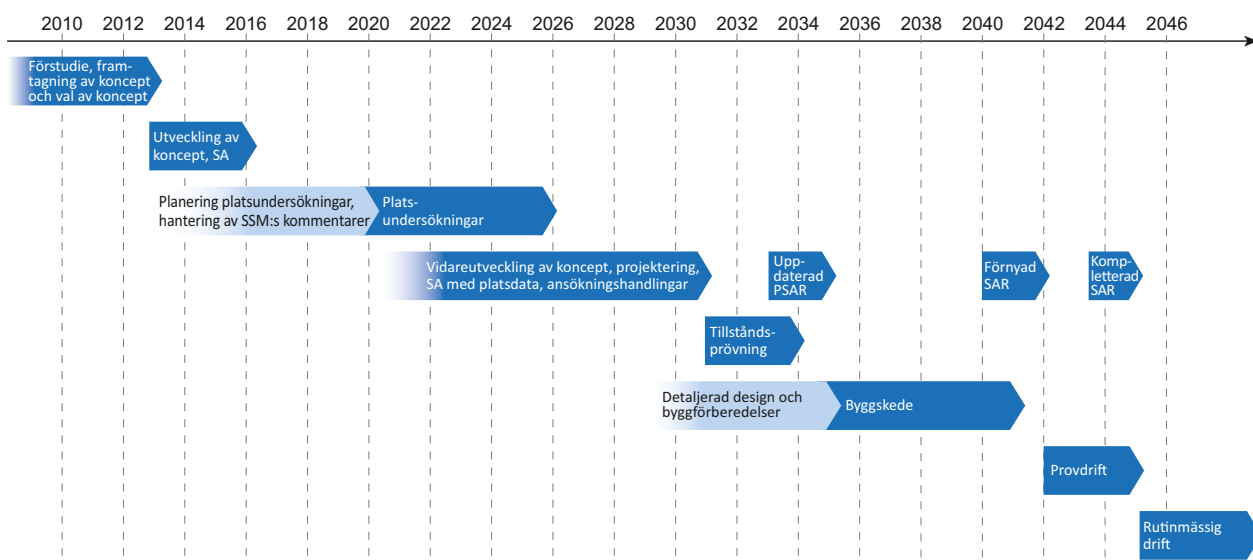 2010 2012 2014 2016 2018 2020 2022 2024 2026 2028 2030 2032 2034 2036 2038 2040 2042 2044 2046
Förstudie, fram-
tagning av koncept
och val av koncept
Utveckling av
koncept, SA
Planering platsundersökningar,
hantering av SSM:s kommentarer
Plats-
undersökningar
Vidareutveckling av koncept, projektering,
SA med platsdata, ansökningshandlingar
Upp-
daterad
PSAR
Förnyad
SAR
Komp-
letterad
SAR
Tillstånds-
prövning
Detaljerad design och
byggförberedelser
Byggskede
Provdrift
Rutinmässig
drift